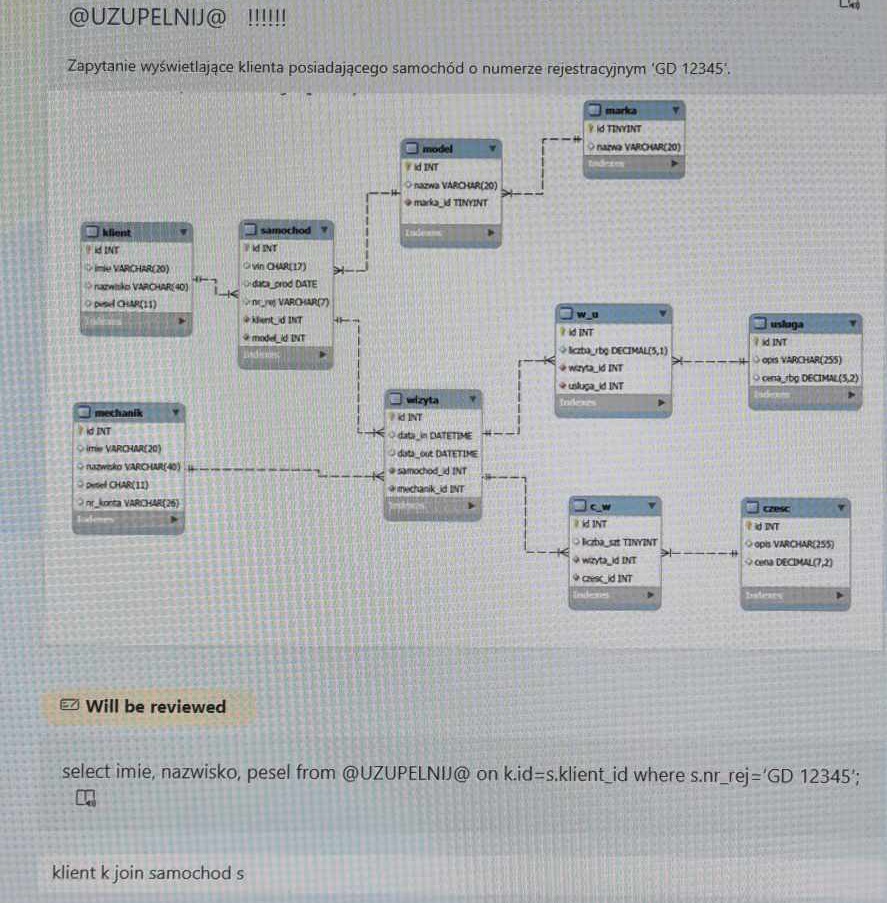 @UZUPELNIJ@ !!!!!!
Zapytanie wyświetlające klienta posiadającego samochód o numerze rejestracyjnym 'GD 12345'.
marka
id TINYINT
nazwa VARCHAR(20)
Indexes
model
id INT
nazwa VARCHAR(20)
marka_id TINYINT
Indexes
klient
id INT
imie VARCHAR(20)
nazwisko VARCHAR(40)
pesel CHAR(11)
Indexes
samochod
id INT
vin CHAR(17)
data_prod DATE
nr_rej VARCHAR(7)
klient_id INT
model_id INT
Indexes
w_u
id INT
liczba_rbg DECIMAL(5,1)
wizyta_id INT
usluga_id INT
Indexes
usluga
id INT
opis VARCHAR(255)
cena_rbg DECIMAL(5,2)
Indexes
mechanik
id INT
imie VARCHAR(20)
nazwisko VARCHAR(40)
pesel CHAR(11)
nr_konta VARCHAR(26)
Indexes
wizyta
id INT
data_in DATETIME
data_out DATETIME
samochod_id INT
mechanik_id INT
Indexes
c_w
id INT
liczba_szt TINYINT
wizyta_id INT
czesc_id INT
Indexes
czesc
id INT
opis VARCHAR(255)
cena DECIMAL(7,2)
Indexes
Will be reviewed
select imie, nazwisko, pesel from @UZUPELNIJ@ on k.id=s.klient_id where s.nr_rej='GD 12345';
klient k join samochod s